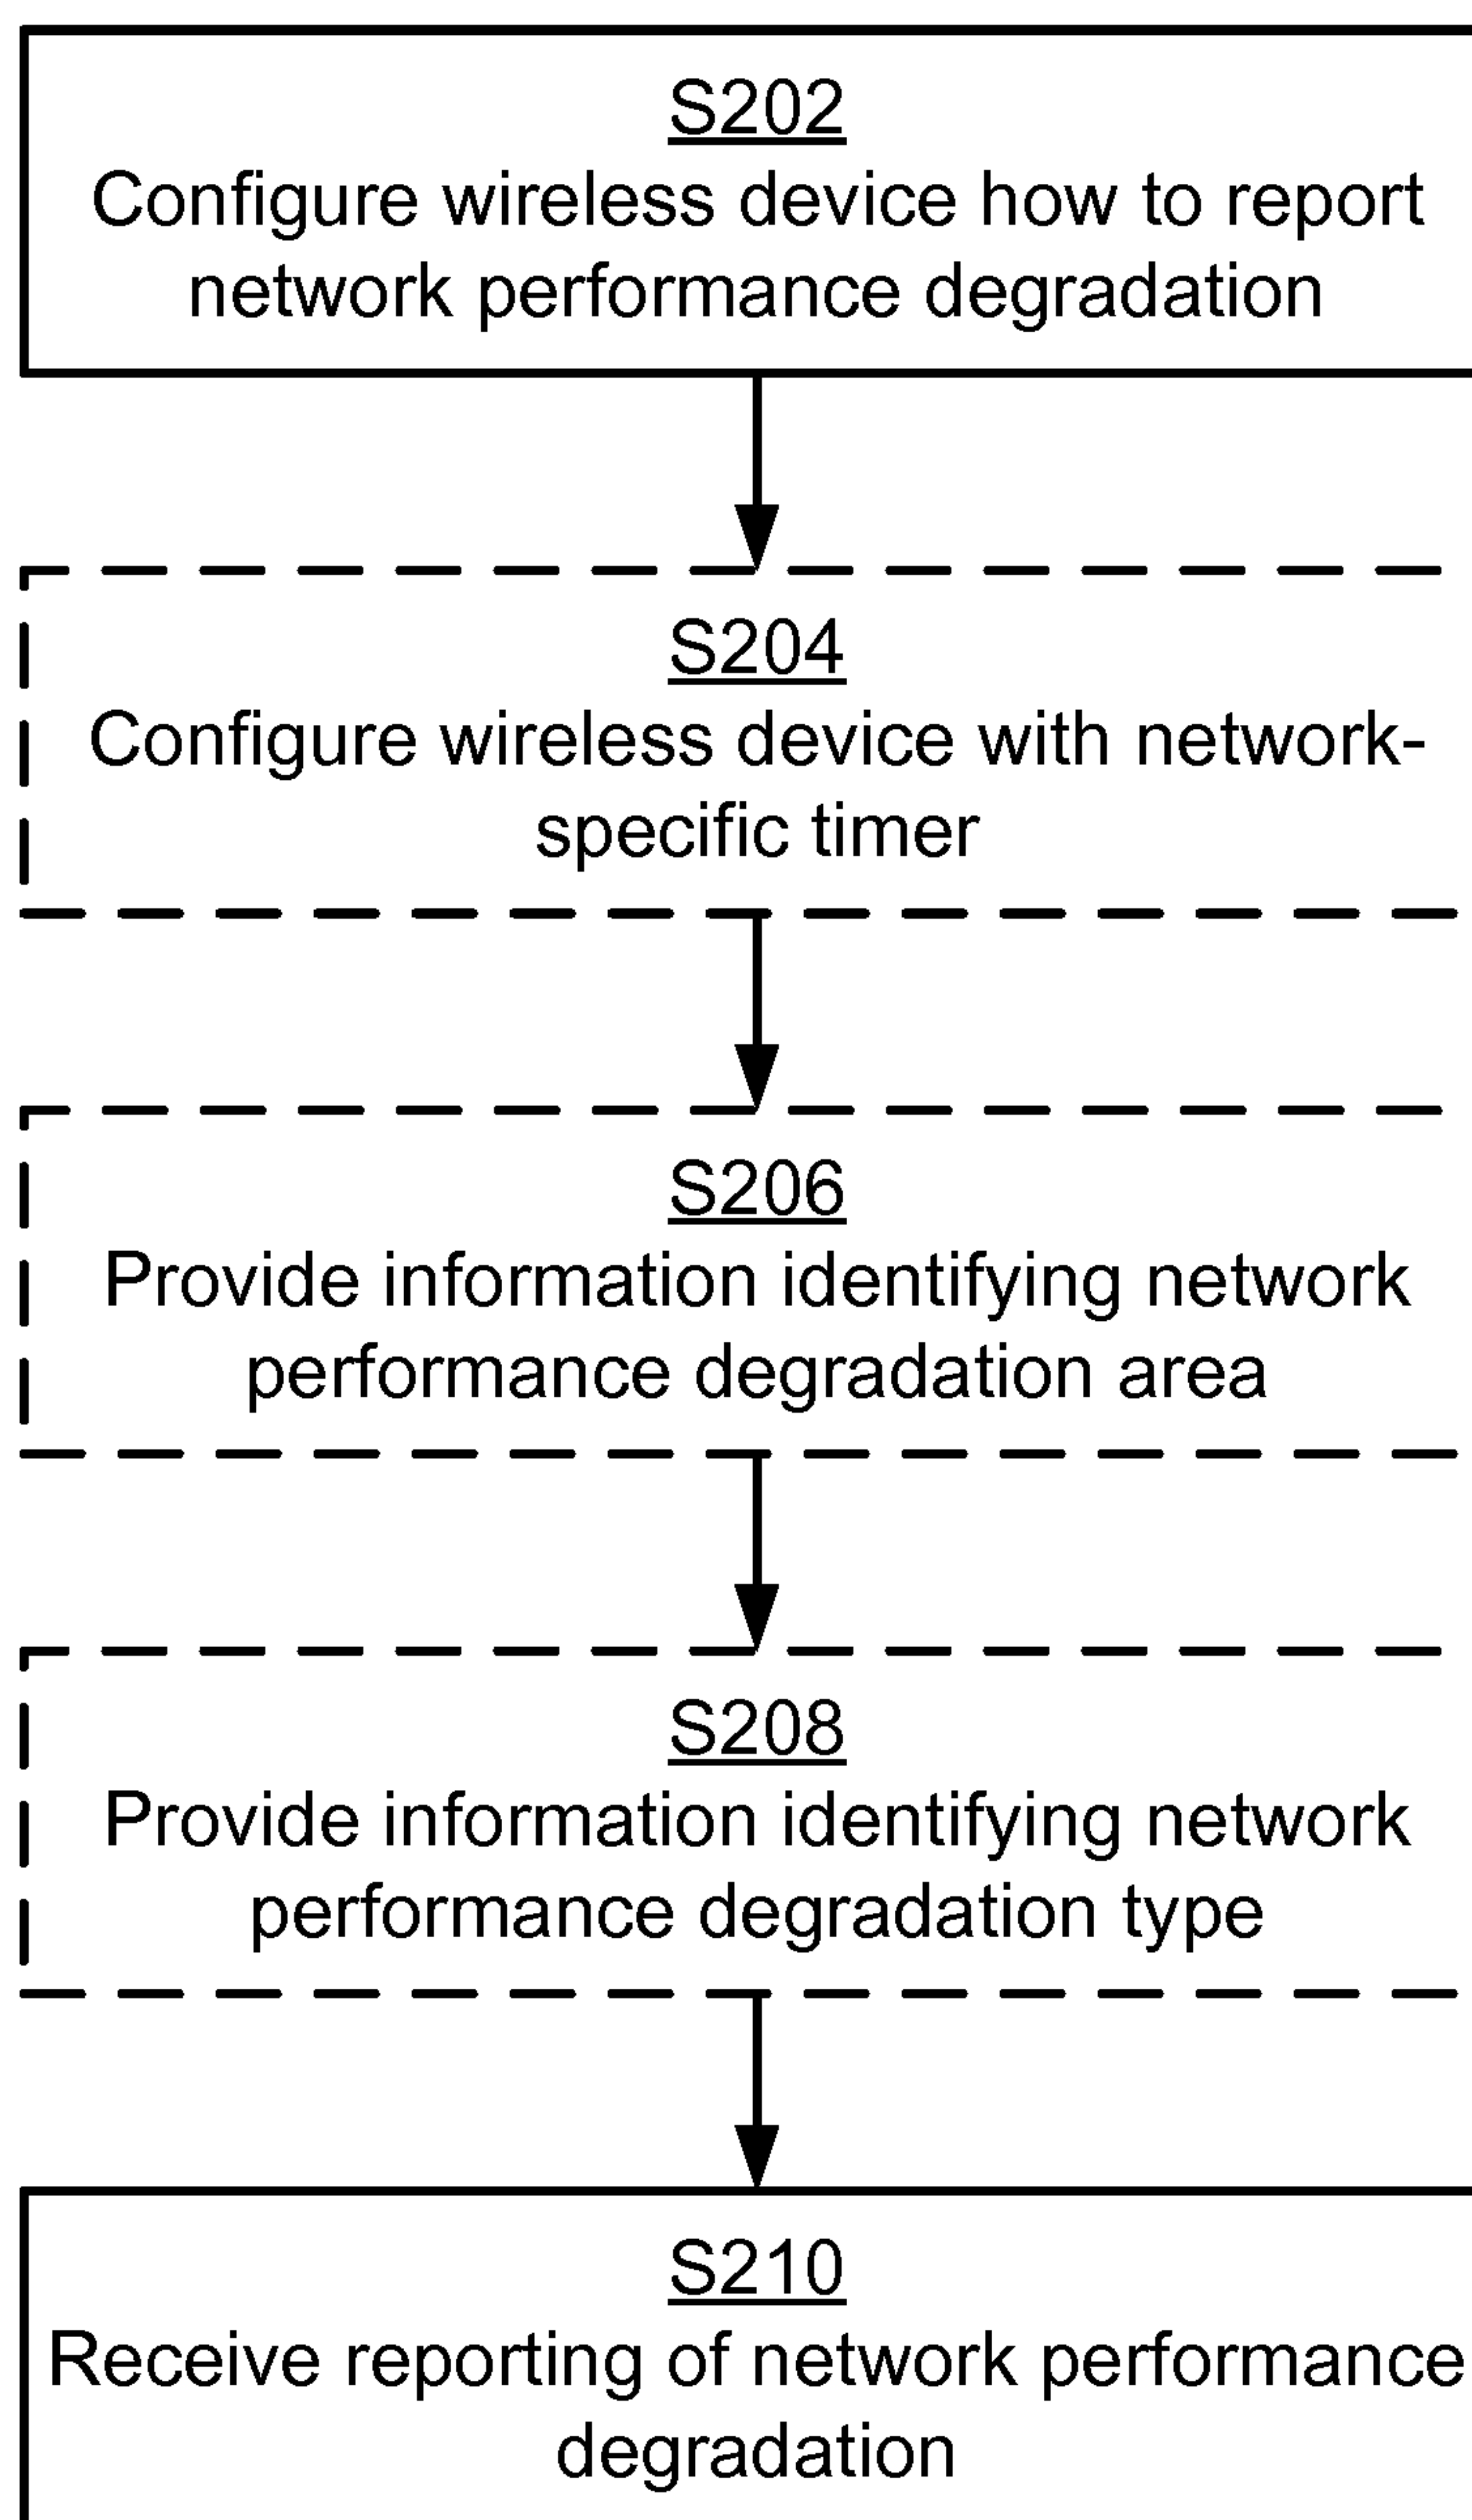 S202
Configure wireless device how to report
network performance degradation
S204
Configure wireless device with network-
specific timer
S206
Provide information identifying network
performance degradation area
S208
Provide information identifying network
performance degradation type
S210
Receive reporting of network performance
degradation